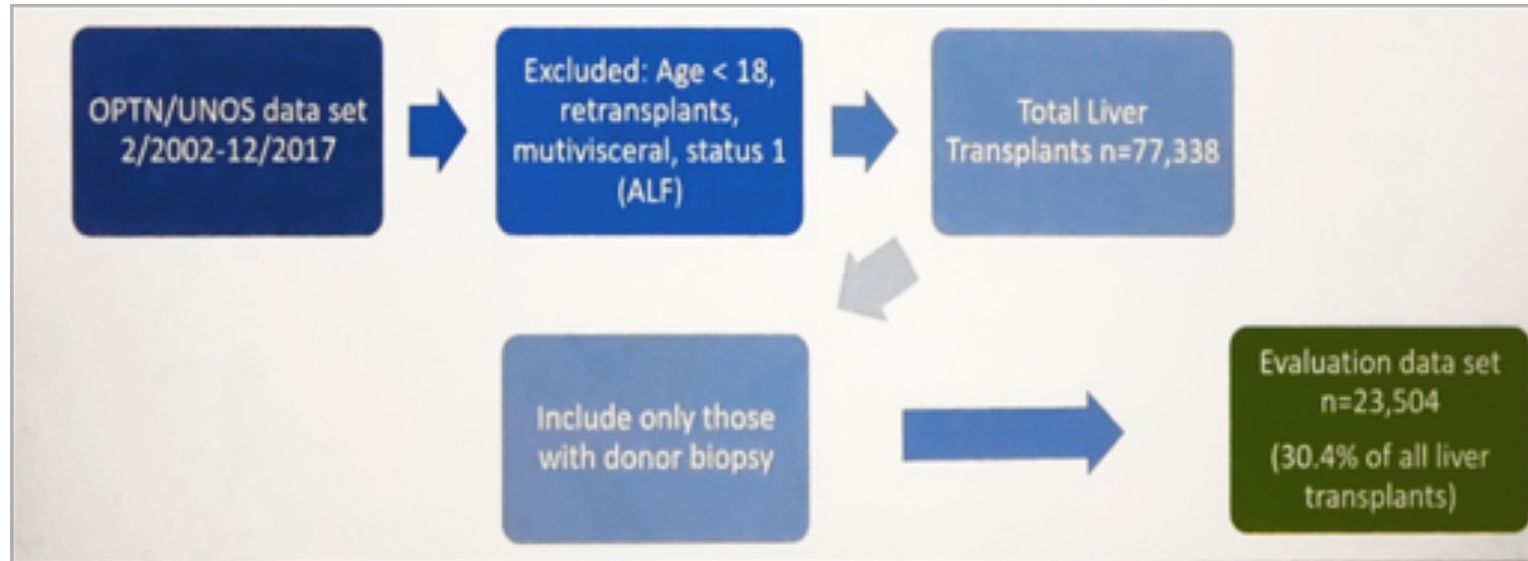 OPTN/UNOS data set
2/2002-12/2017
Excluded: Age < 18,
retransplants,
mutivisceral, status 1
(ALF)
Total Liver
Transplants n=77,338
Include only those
with donor biopsy
Evaluation data set
n=23,504
(30.4% of all liver
transplants)